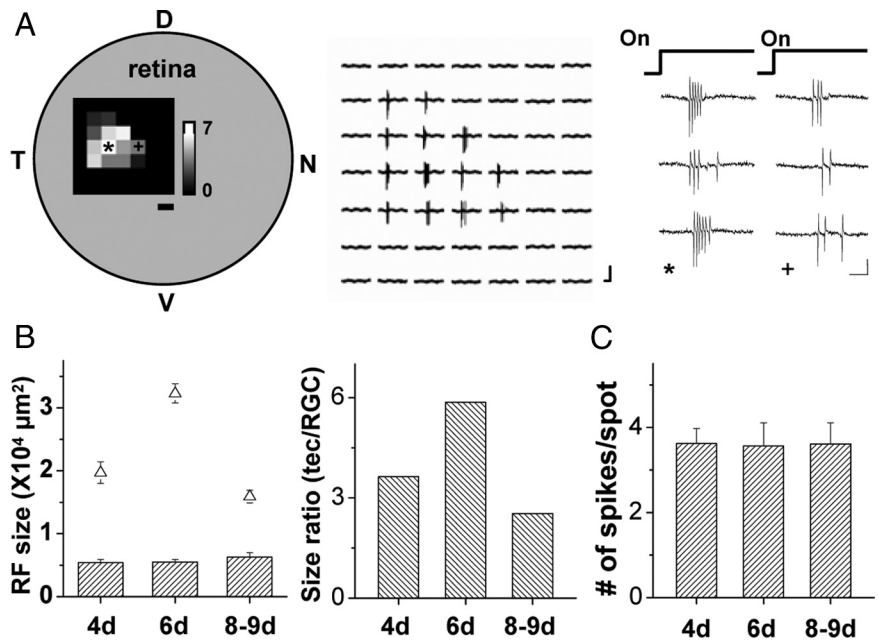 A
D
retina
T
N
V
7
0
*
+
On
On
*
+
B
RF size (X10⁴ µm²)
3
2
1
0
4d
6d
8-9d
Size ratio (tec/RGC)
6
3
0
4d
6d
8-9d
C
# of spikes/spot
4
2
0
4d
6d
8-9d